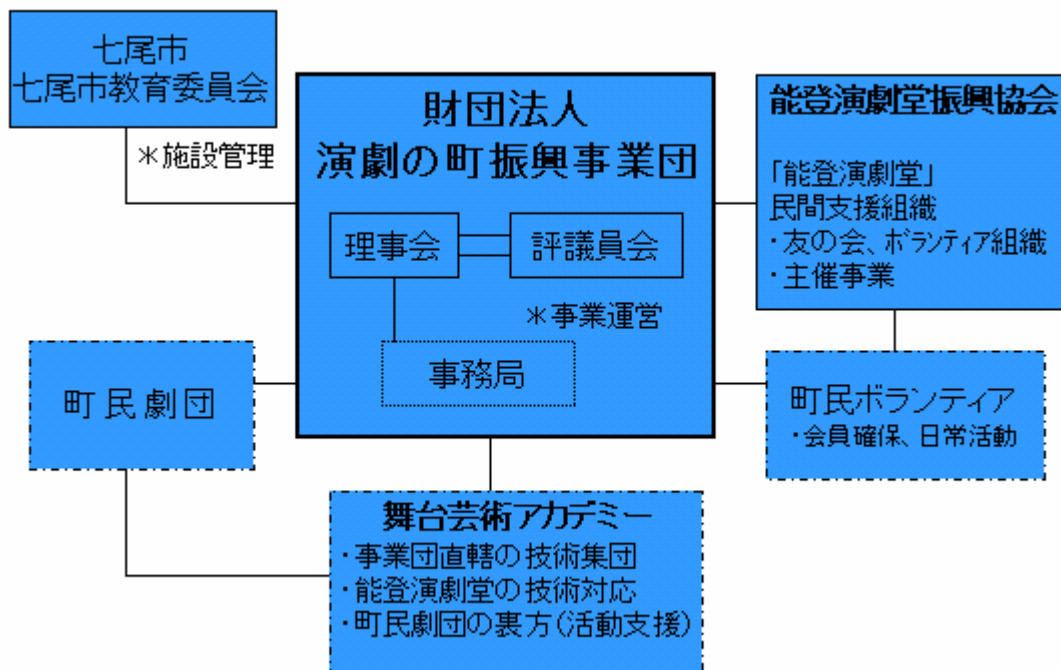 七尾市
七尾市教育委員会
＊施設管理
財団法人
演劇の町振興事業団
理事会
評議員会
＊事業運営
事務局
能登演劇堂振興協会
「能登演劇堂」
民間支援組織
・友の会、ボランティア組織
・主催事業
町民劇団
町民ボランティア
・会員確保、日常活動
舞台芸術アカデミー
・事業団直轄の技術集団
・能登演劇堂の技術対応
・町民劇団の裏方(活動支援)